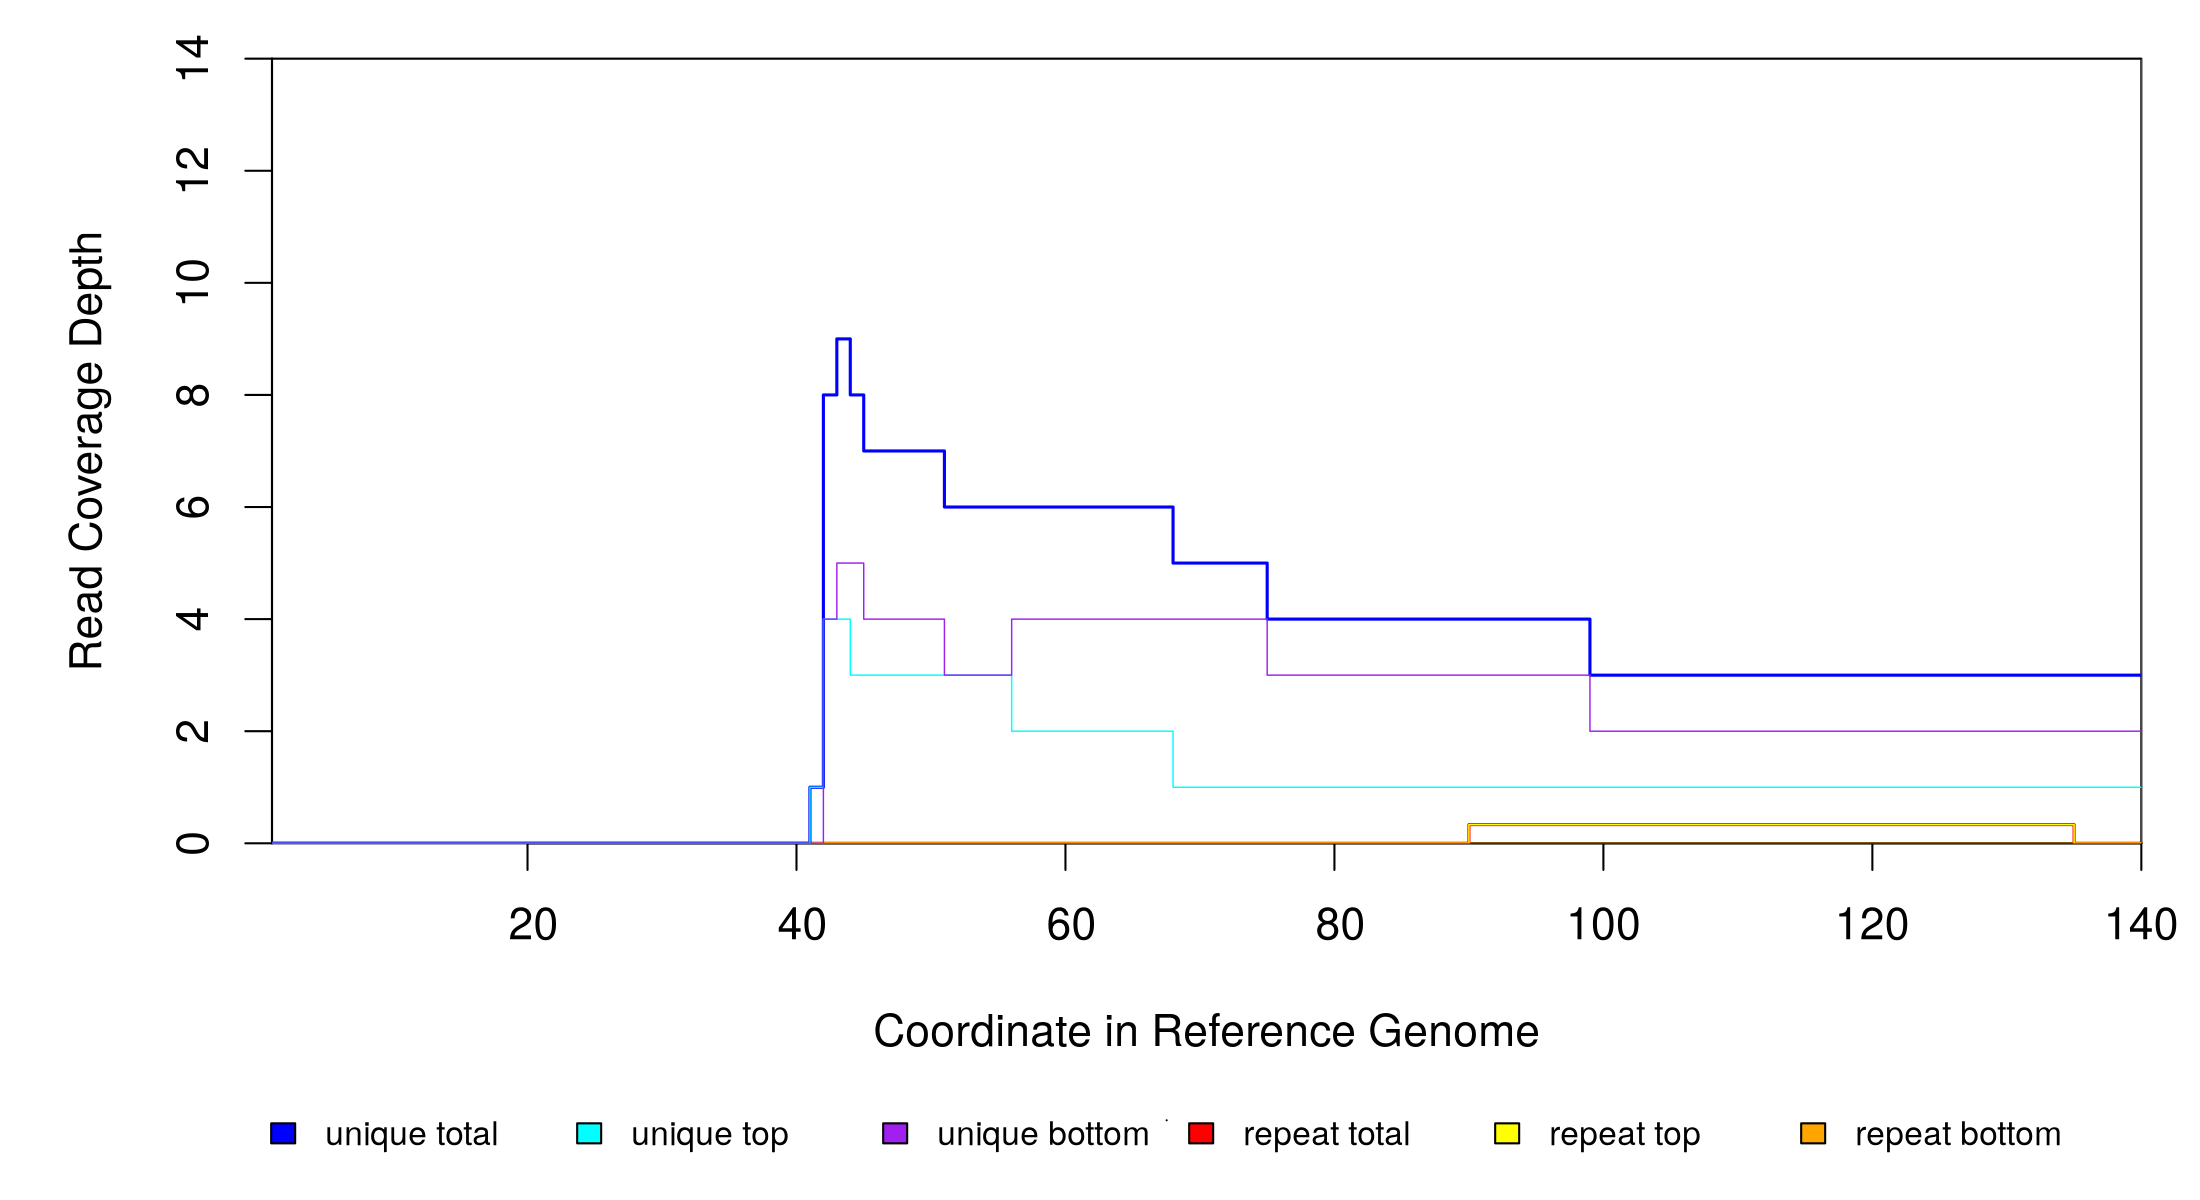 Read Coverage Depth
14
12
10
8
6
4
2
0
20 40 60 80 100 120 140
Coordinate in Reference Genome
unique total unique top unique bottom repeat total repeat top repeat bottom